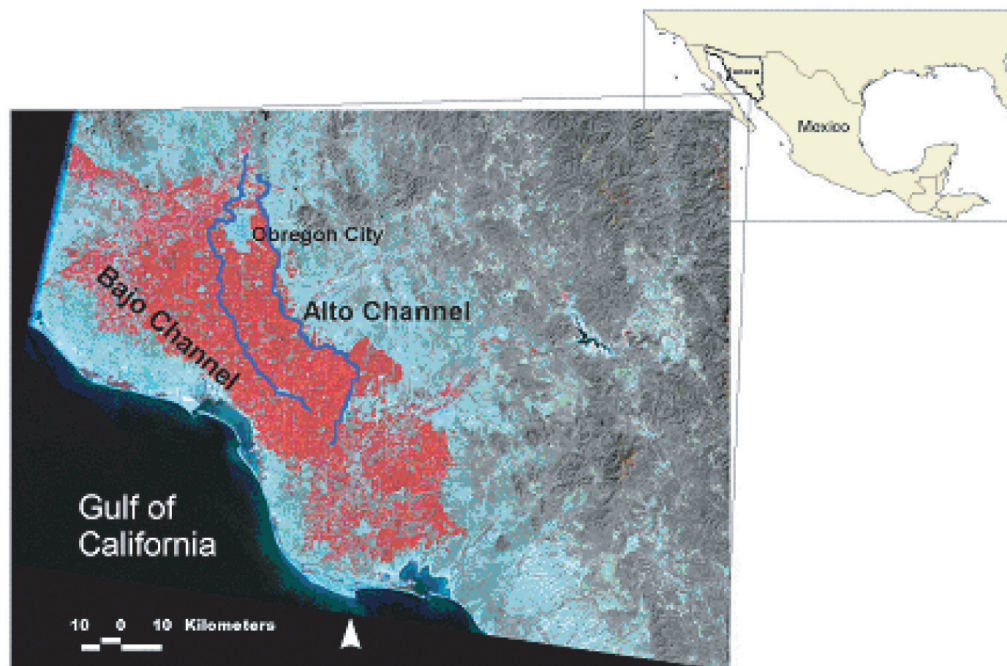 Mexico
Obregon City
Bajo Channel
Alto Channel
Gulf of
California
10 0 10 Kilometers